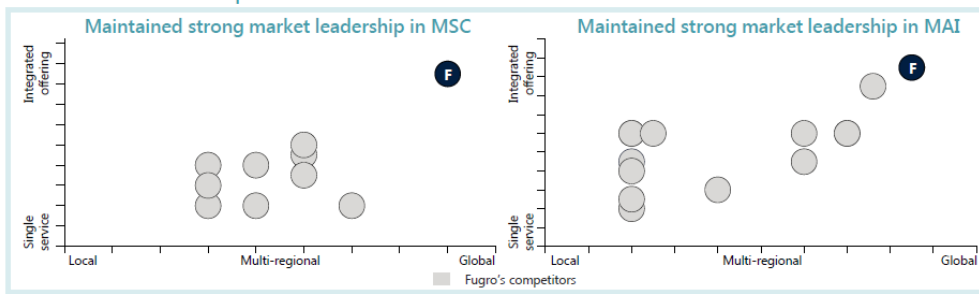 Maintained strong market leadership in MSC
Integrated
offering
F
Single
service
Local
Multi-regional
Global
Maintained strong market leadership in MAI
Integrated
offering
F
Single
service
Local
Multi-regional
Global
Fugro's competitors